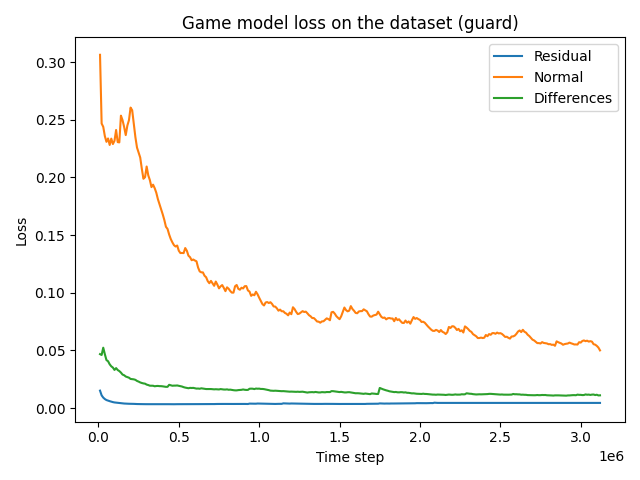 Game model loss on the dataset (guard)
Residual
Normal
Differences
Loss
0.30
0.25
0.20
0.15
0.10
0.05
0.00
0.0 0.5 1.0 1.5 2.0 2.5 3.0
1e6
Time step